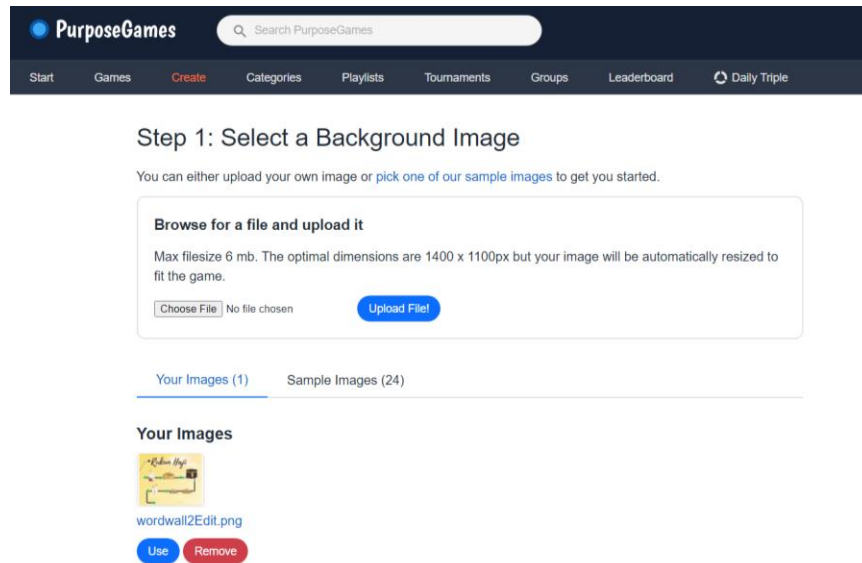 PurposeGames
Search PurposeGames
Start Games Create Categories Playlists Tournaments Groups Leaderboard Daily Triple
Step 1: Select a Background Image
You can either upload your own image or pick one of our sample images to get you started.
Browse for a file and upload it
Max filesize 6 mb. The optimal dimensions are 1400 x 1100px but your image will be automatically resized to
fit the game.
Choose File No file chosen Upload File!
Your Images (1) Sample Images (24)
Your Images
Rukun Haji
wordwall2Edit.png
Use Remove